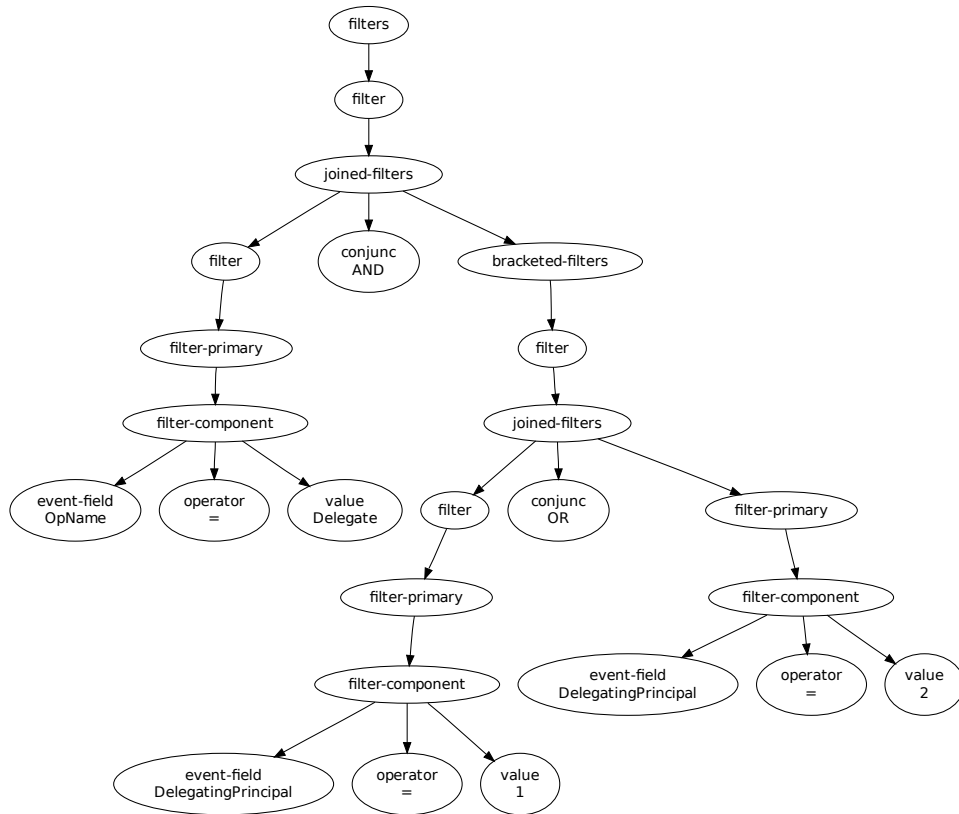 filters
filter
joined-filters
filter
conjunc
AND
bracketed-filters
filter-primary
filter
filter-component
joined-filters
event-field
OpName
operator
=
value
Delegate
filter
conjunc
OR
filter-primary
filter-primary
filter-component
filter-component
event-field
DelegatingPrincipal
operator
=
value
2
event-field
DelegatingPrincipal
operator
=
value
1